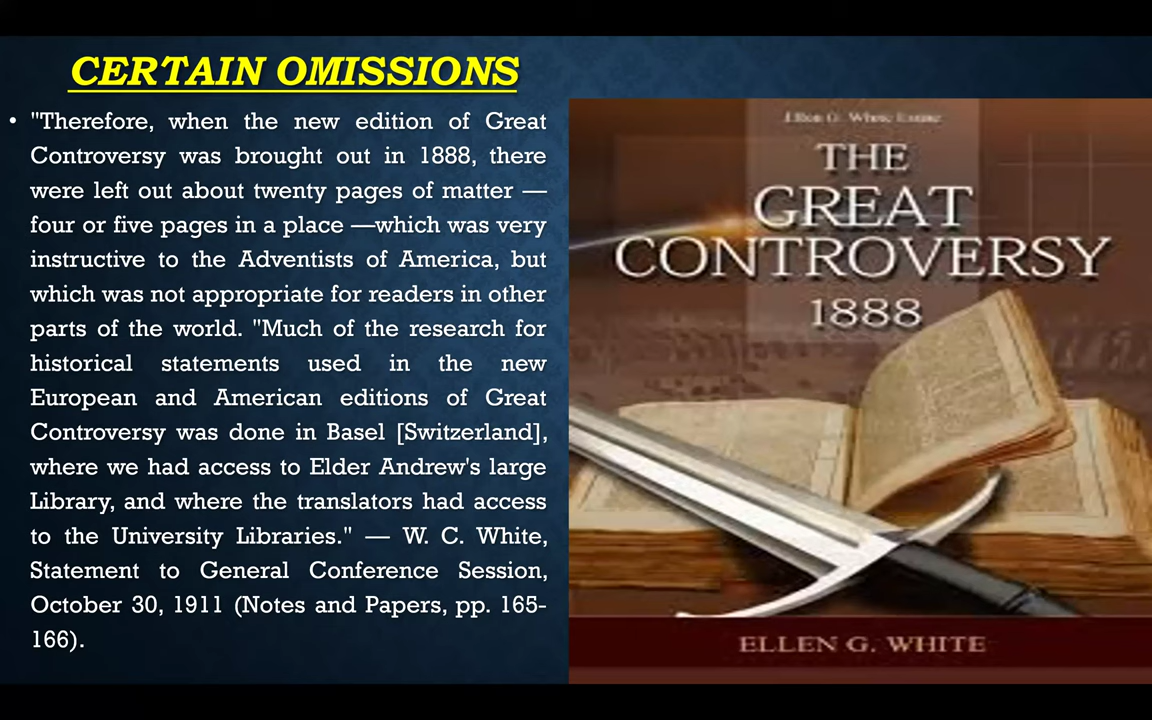 CERTAIN OMISSIONS
• "Therefore, when the new edition of Great
Controversy was brought out in 1888, there
were left out about twenty pages of matter —
four or five pages in a place —which was very
instructive to the Adventists of America, but
which was not appropriate for readers in other
parts of the world. "Much of the research for
historical statements used in the new
European and American editions of Great
Controversy was done in Basel [Switzerland],
where we had access to Elder Andrew's large
Library, and where the translators had access
to the University Libraries." — W. C. White,
Statement to General Conference Session,
October 30, 1911 (Notes and Papers, pp. 165-
166).
Ellen G. White Estate
THE
GREAT
CONTROVERSY
1888
ELLEN G. WHITE